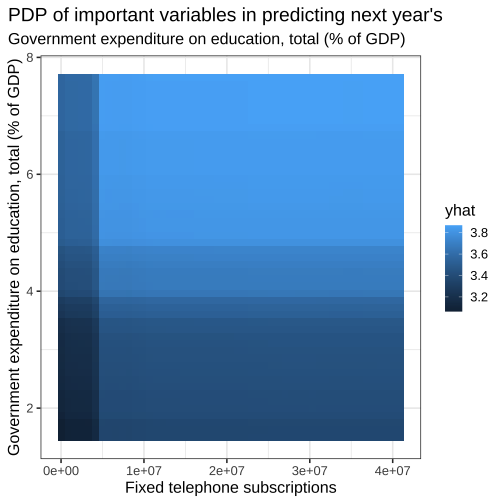 PDP of important variables in predicting next year's
Government expenditure on education, total (% of GDP)
Government expenditure on education, total (% of GDP)
8
6
4
2
0e+00 1e+07 2e+07 3e+07 4e+07
Fixed telephone subscriptions
yhat
3.8
3.6
3.4
3.2